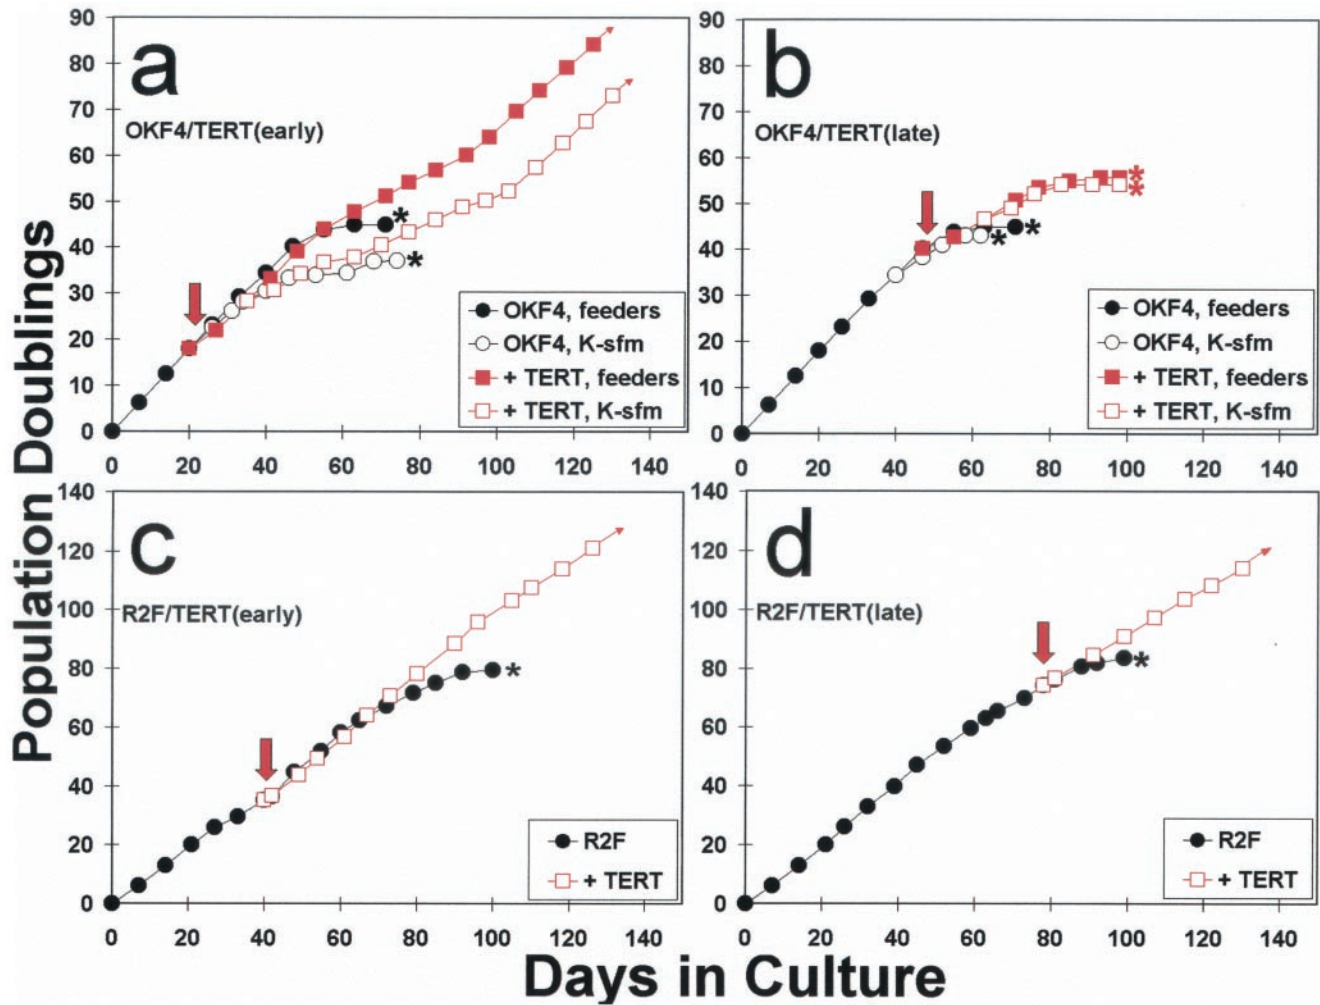 Population Doublings
a
OKF4/TERT(early)
90
80
70
60
50
40
30
20
10
0
*
*
OKF4, feeders
OKF4, K-sfm
+ TERT, feeders
+ TERT, K-sfm
0 20 40 60 80 100 120 140
b
OKF4/TERT(late)
90
80
70
60
50
40
30
20
10
0
*
*
*
*
OKF4, feeders
OKF4, K-sfm
+ TERT, feeders
+ TERT, K-sfm
0 20 40 60 80 100 120 140
c
R2F/TERT(early)
140
120
100
80
60
40
20
0
*
R2F
+ TERT
0 20 40 60 80 100 120 140
d
R2F/TERT(late)
140
120
100
80
60
40
20
0
*
R2F
+ TERT
0 20 40 60 80 100 120 140
Days in Culture